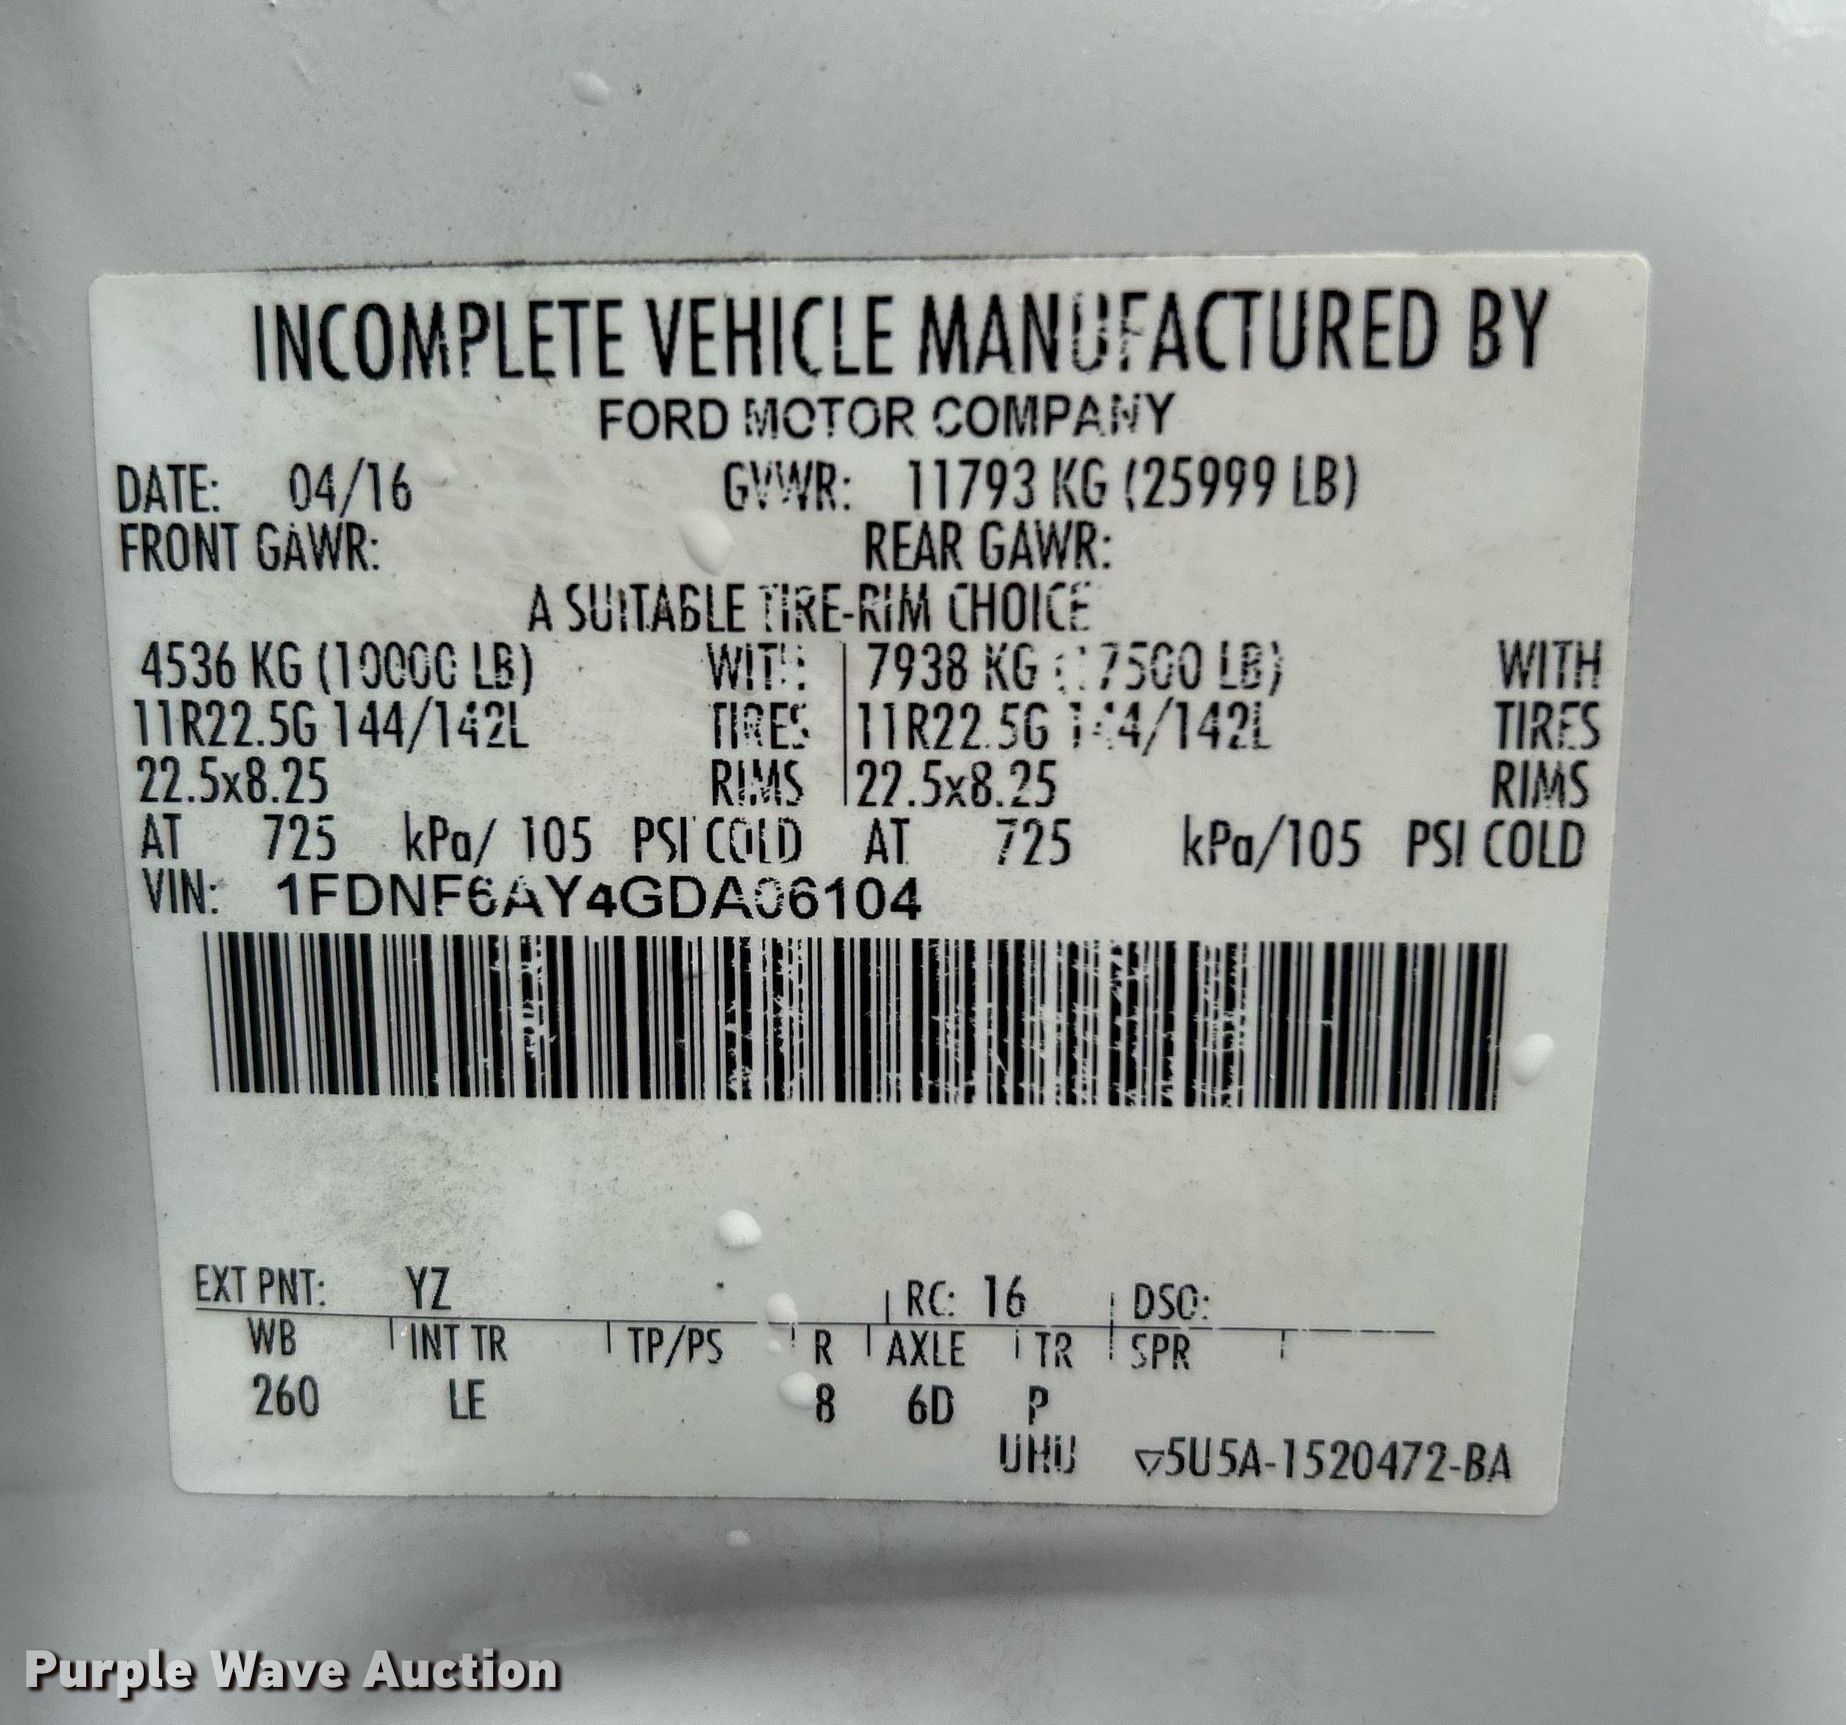 INCOMPLETE VEHICLE MANUFACTURED BY
FORD MOTOR COMPANY
DATE: 04/16 GVWR: 11793 KG (25999 LB)
FRONT GAWR: REAR GAWR:
A SUITABLE TIRE-RIM CHOICE
4536 KG (10000 LB) WITH 7938 KG (17500 LB) WITH
11R22.5G 144/142L TIRES 11R22.5G 144/142L TIRES
22.5x8.25 RIMS 22.5x8.25 RIMS
AT 725 kPa/ 105 PSI COLD AT 725 kPa/105 PSI COLD
VIN: 1FDNF6AY4GDA06104
EXT PNT: YZ RC: 16 DSO:
WB INT TR TP/PS R AXLE TR SPR
260 LE 8 6D P
UHU ▽5U5A-1520472-BA
Purple Wave Auction